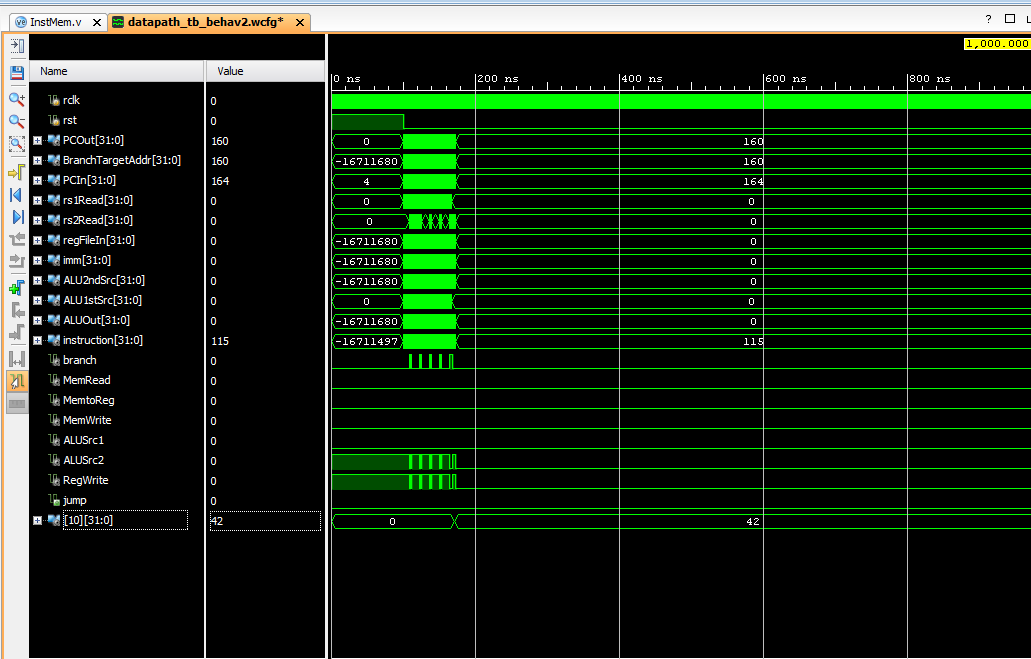 InstMem.v datapath_tb_behav2.wcfg* ?
1,000.000
Name Value 0 ns 200 ns 400 ns 600 ns 800 ns
rclk 0
rst 0
PCOut[31:0] 160 0 160
BranchTargetAddr[31:0] 160 -16711680 160
PCIn[31:0] 164 4 164
rs1Read[31:0] 0 0 0
rs2Read[31:0] 0 0 0
regFileIn[31:0] 0 -16711680 0
imm[31:0] 0 -16711680 0
ALU2ndSrc[31:0] 0 -16711680 0
ALU1stSrc[31:0] 0 0 0
ALUOut[31:0] 0 -16711680 0
instruction[31:0] 115 -16711497 115
branch 0
MemRead 0
MemtoReg 0
MemWrite 0
ALUSrc1 0
ALUSrc2 0
RegWrite 0
jump 0
[10][31:0] 42 0 42